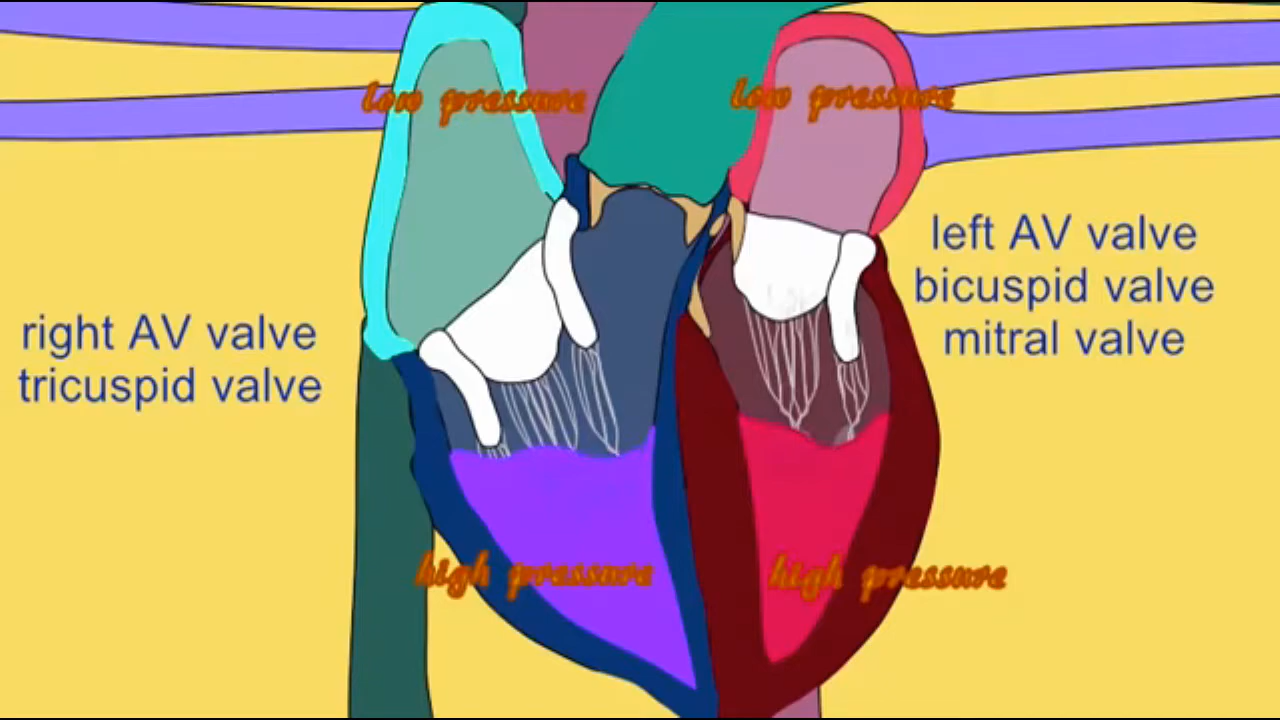 low pressure
low pressure
left AV valve
bicuspid valve
mitral valve
right AV valve
tricuspid valve
high pressure
high pressure